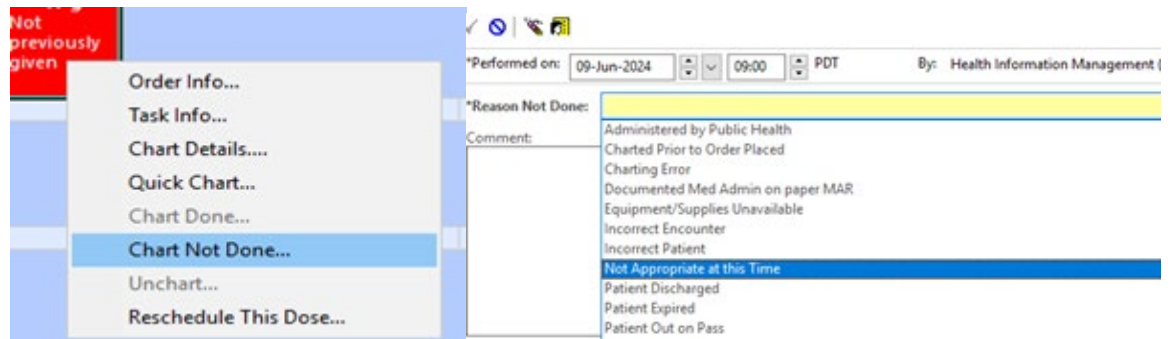 Not
previously
given
Order Info...
Task Info...
Chart Details....
Quick Chart...
Chart Done...
Chart Not Done...
Unchart...
Reschedule This Dose...
*Performed on: 09-Jun-2024 09:00 PDT By: Health Information Management (
*Reason Not Done:
Comment:
Administered by Public Health
Charted Prior to Order Placed
Charting Error
Documented Med Admin on paper MAR
Equipment/Supplies Unavailable
Incorrect Encounter
Incorrect Patient
Not Appropriate at this Time
Patient Discharged
Patient Expired
Patient Out on Pass